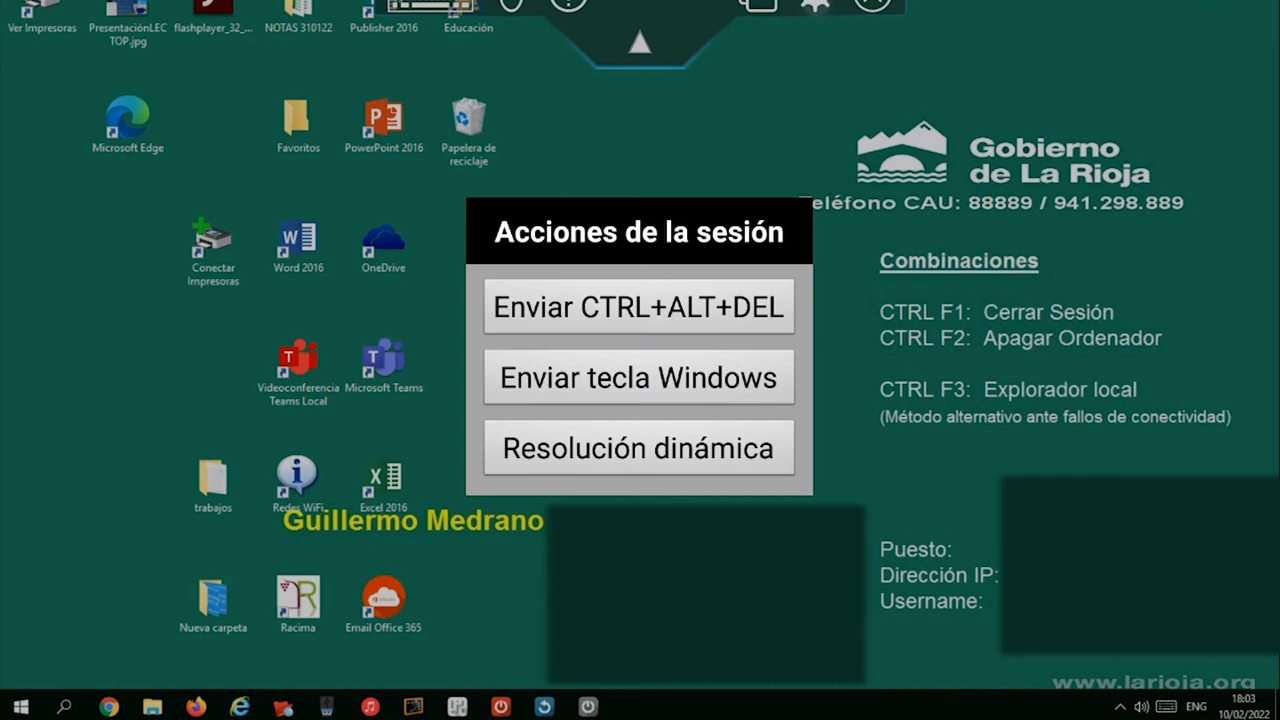 Ver Impresoras
PresentaciónLEC
TOP.jpg
flashplayer_32_...
NOTAS 310122
Publisher 2016
Educación
Microsoft Edge
Favoritos
PowerPoint 2016
Papelera de
reciclaje
Gobierno
de La Rioja
Teléfono CAU: 88889 / 941.298.889
Acciones de la sesión
Enviar CTRL+ALT+DEL
Enviar tecla Windows
Resolución dinámica
Conectar
Impresoras
Word 2016
OneDrive
Combinaciones
CTRL F1: Cerrar Sesión
CTRL F2: Apagar Ordenador
CTRL F3: Explorador local
(Método alternativo ante fallos de conectividad)
Videoconferencia
Teams Local
Microsoft Teams
trabajos
Redes WiFi
Excel 2016
Guillermo Medrano
Puesto:
Dirección IP:
Username:
Nueva carpeta
Racima
Email Office 365
www.larioja.org
ENG
18:03
10/02/2022